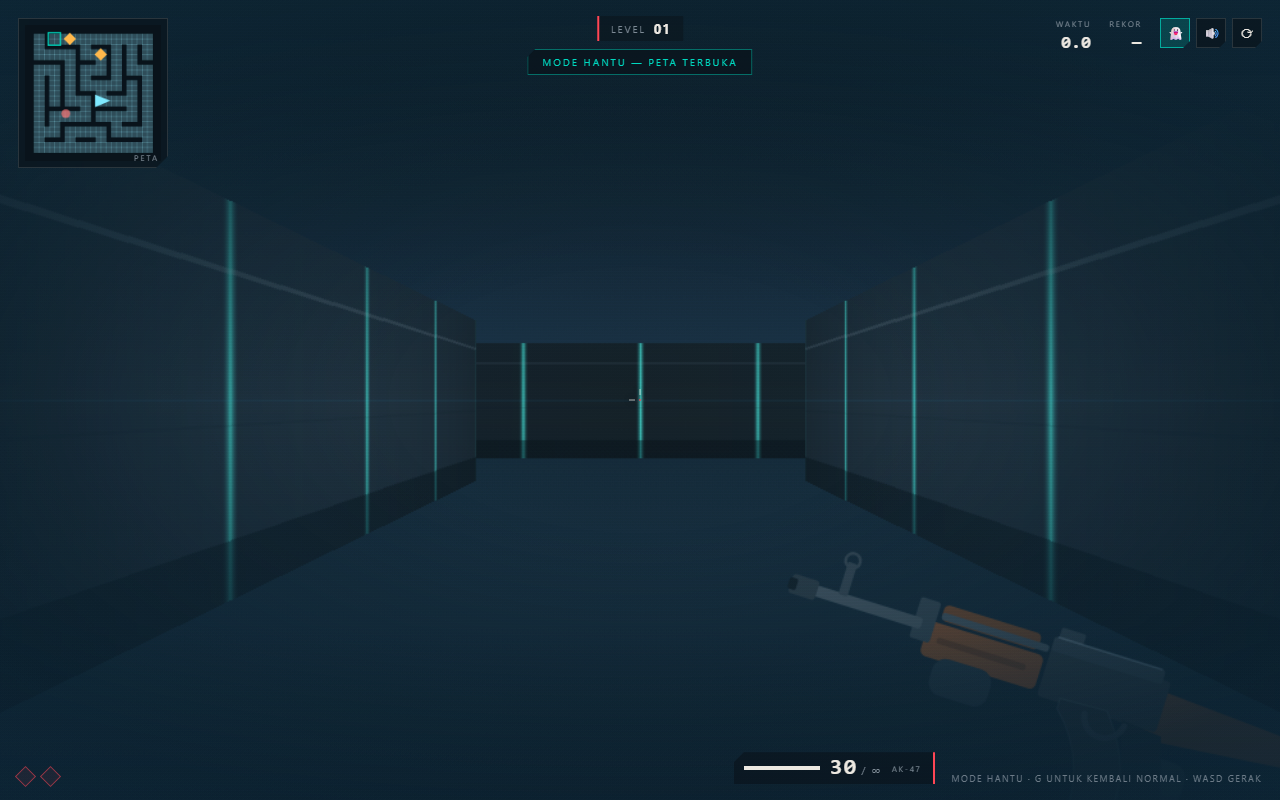 PETA
LEVEL 01
MODE HANTU — PETA TERBUKA
WAKTU
0.0
REKOR
—
30 / ∞ AK-47
MODE HANTU · G UNTUK KEMBALI NORMAL · WASD GERAK